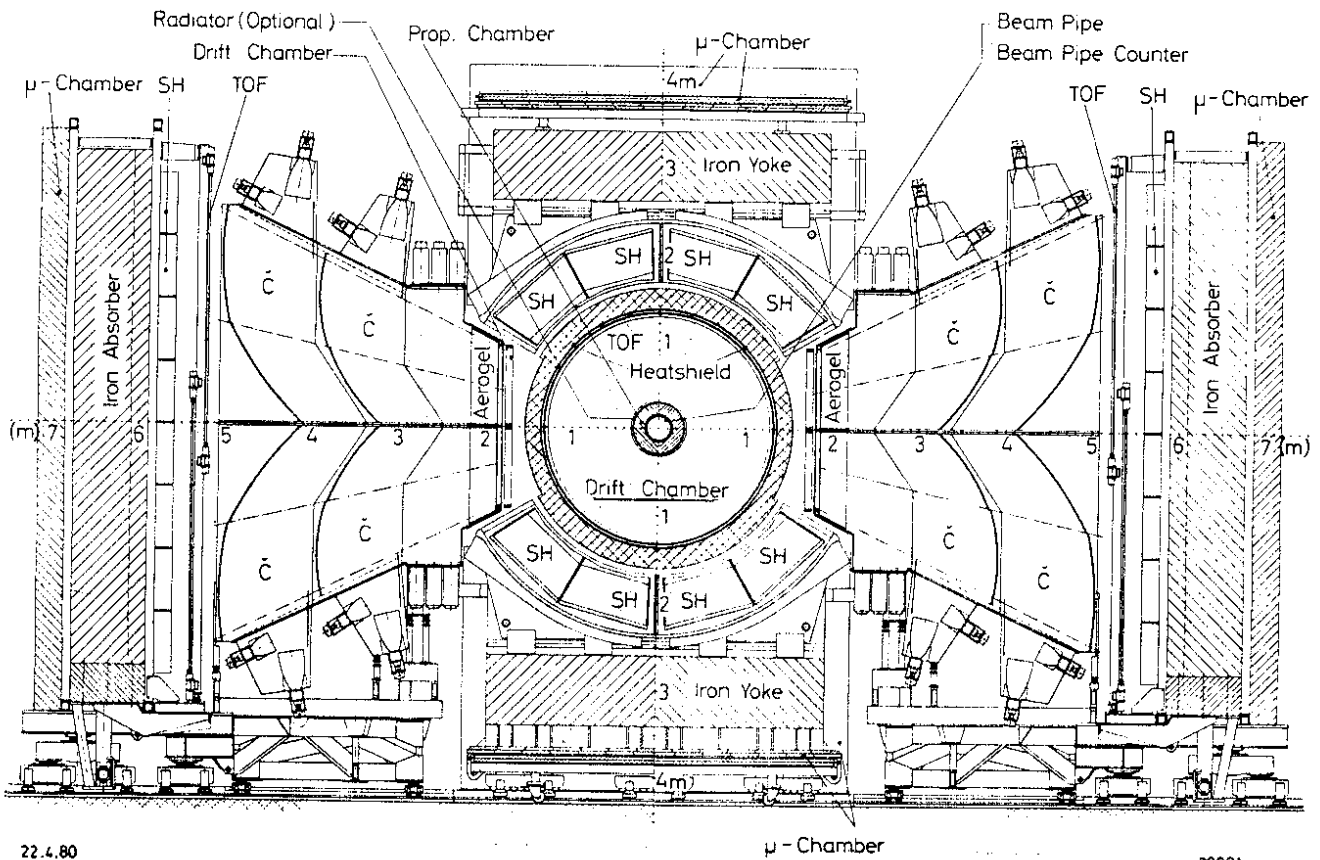 Radiator (Optional)
Drift Chamber
Prop. Chamber
μ-Chamber
Beam Pipe
Beam Pipe Counter
4m
μ-Chamber SH TOF
TOF SH μ-Chamber
3 Iron Yoke
SH SH
2
SH SH
Č Č Č Č
Iron Absorber
Iron Absorber
TOF 1
Heatshield
Aerogel
Aerogel
(m) 7 6 5 4 3 2 1 1 2 3 4 5 6 7 (m)
Drift Chamber
1
Č Č Č Č
SH SH
2
SH SH
3 Iron Yoke
4m
μ-Chamber
22.4.80